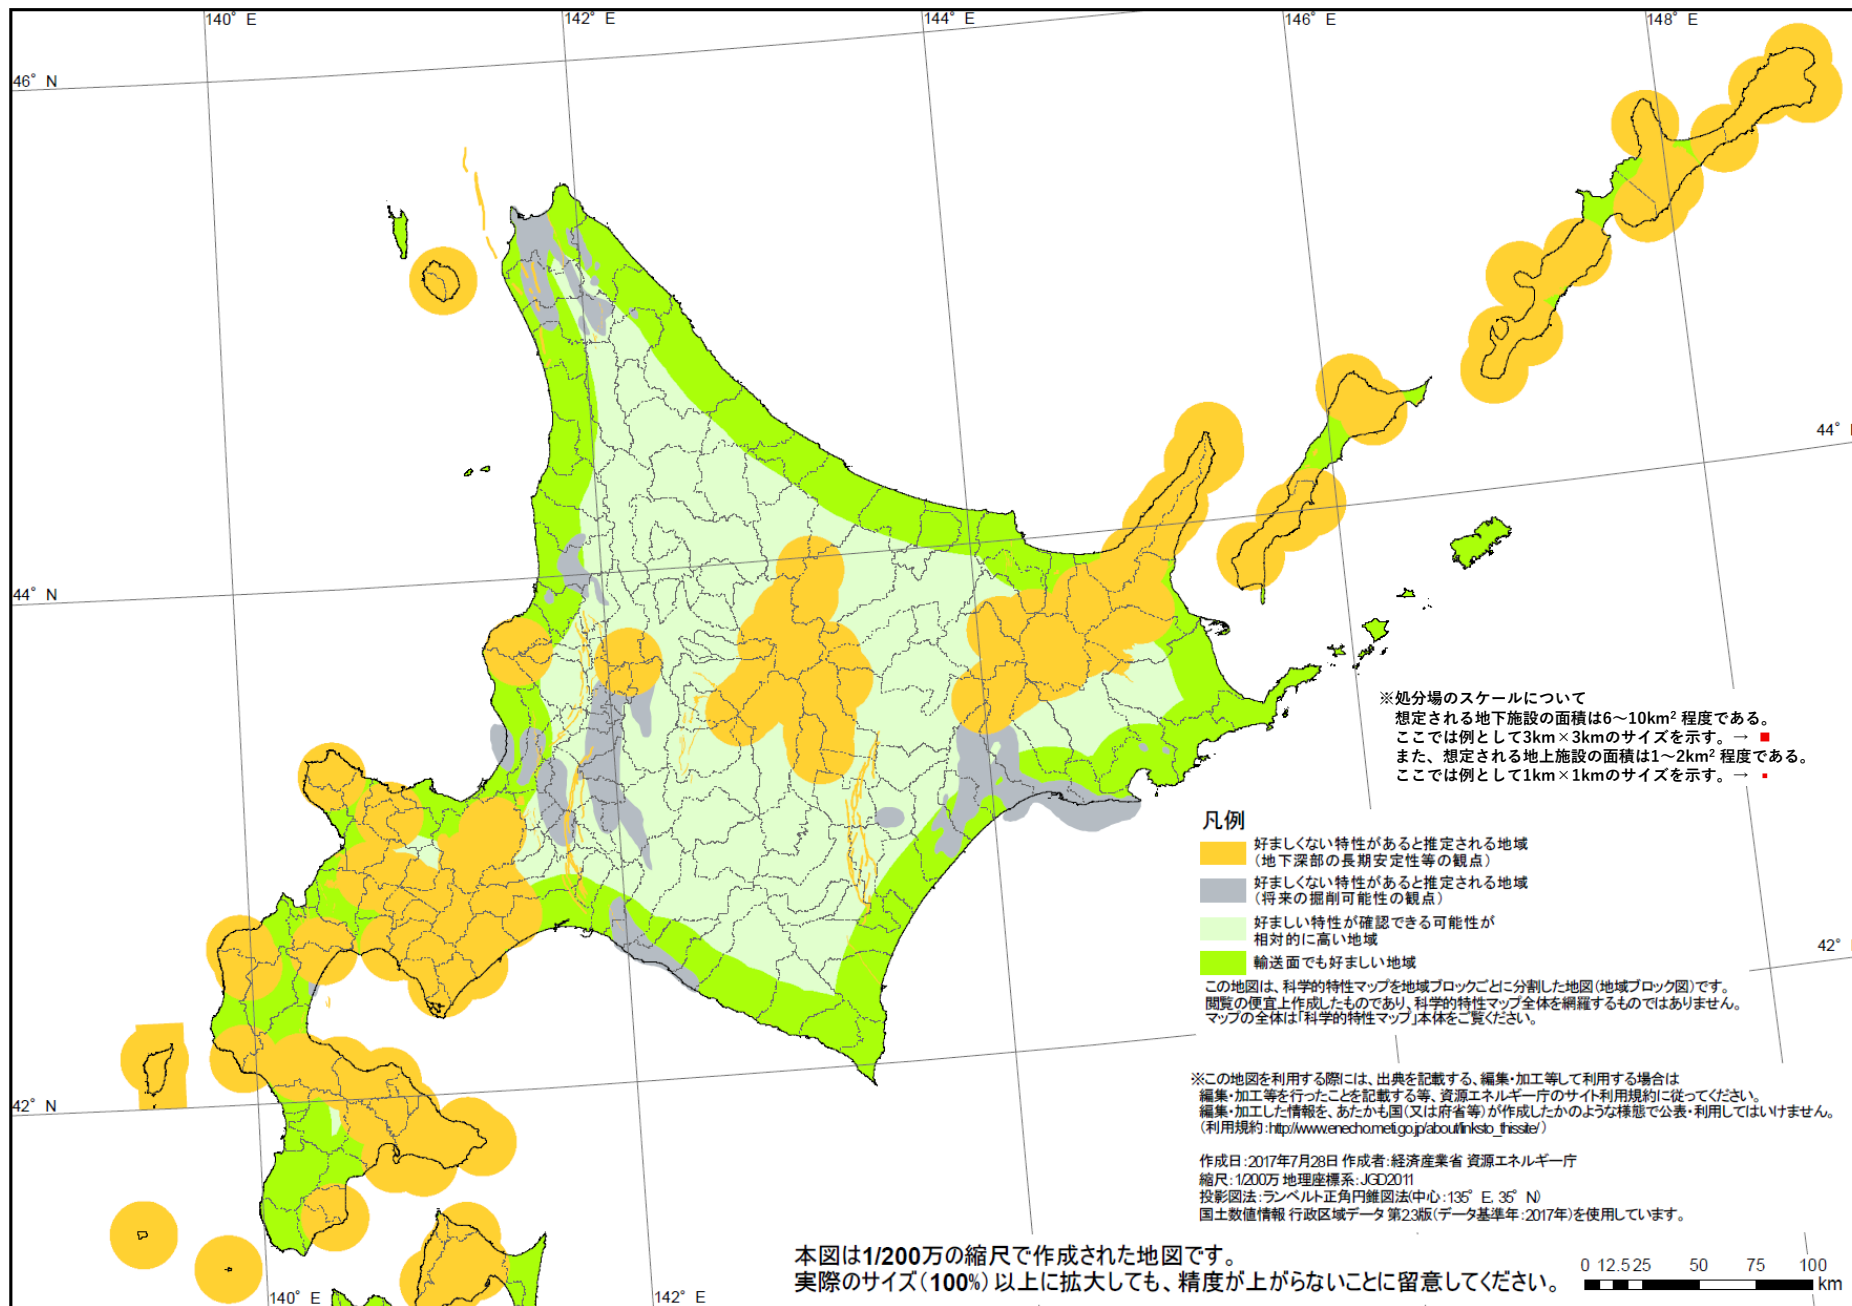 140° E
142° E
144° E
146° E
148° E
46° N
44° N
44°
42° N
42°
140° E
142° E
※処分場のスケールについて
想定される地下施設の面積は6～10km²程度である。
ここでは例として3km×3kmのサイズを示す。→
また、想定される地上施設の面積は1～2km²程度である。
ここでは例として1km×1kmのサイズを示す。→
凡例
好ましくない特性があると推定される地域
(地下深部の長期安定性等の観点)
好ましくない特性があると推定される地域
(将来の掘削可能性の観点)
好ましい特性が確認できる可能性が
相対的に高い地域
輸送面でも好ましい地域
この地図は、科学的特性マップを地域ブロックごとに分割した地図(地域ブロック図)です。
閲覧の便宜上作成したものであり、科学的特性マップ全体を網羅するものではありません。
マップの全体は「科学的特性マップ」本体をご覧ください。
※この地図を利用する際には、出典を記載する、編集・加工等して利用する場合は
編集・加工等を行ったことを記載する等、資源エネルギー庁のサイト利用規約に従ってください。
編集・加工した情報を、あたかも国(又は府省等)が作成したかのような様態で公表・利用してはいけません。
(利用規約:http://www.enecho.meti.go.jp/about/linksto_thissite/)
作成日:2017年7月28日 作成者:経済産業省 資源エネルギー庁
縮尺:1/200万 地理座標系:JGD2011
投影図法:ランベルト正角円錐図法(中心:135° E, 35° N)
国土数値情報 行政区域データ 第2.3版(データ基準年:2017年)を使用しています。
本図は1/200万の縮尺で作成された地図です。
実際のサイズ(100%)以上に拡大しても、精度が上がらないことに留意してください。
0 12.5 25 50 75 100
km